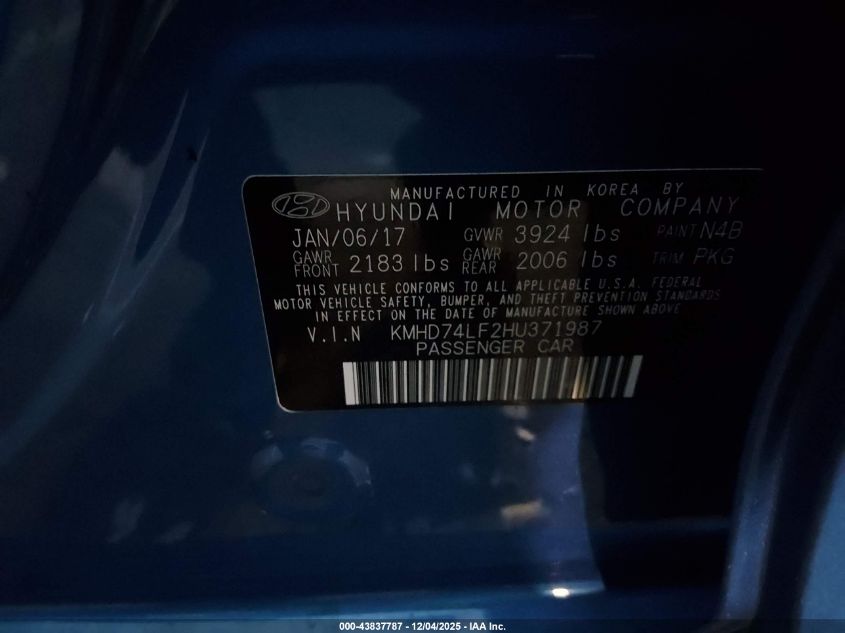 MANUFACTURED IN KOREA BY
HYUNDAI MOTOR COMPANY
JAN/06/17 GVWR 3924 lbs PAINT N4B
GAWR FRONT 2183 lbs GAWR REAR 2006 lbs TRIM PKG
THIS VEHICLE CONFORMS TO ALL APPLICABLE U.S.A. FEDERAL
MOTOR VEHICLE SAFETY, BUMPER, AND THEFT PREVENTION STANDARDS
IN EFFECT ON THE DATE OF MANUFACTURE SHOWN ABOVE
V.I.N KMHD74LF2HU371987
PASSENGER CAR
000-43837787 - 12/04/2025 - IAA Inc.